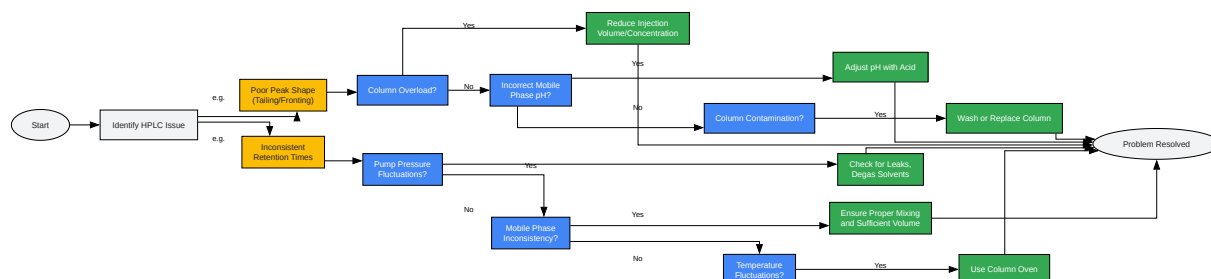 Reduce Injection
Volume/Concentration
Yes
Yes
Adjust pH with Acid
Poor Peak Shape
(Tailing/Fronting)
Column Overload?
No
Incorrect Mobile
Phase pH?
e.g.
No
Start
Identify HPLC Issue
Column Contamination?
Yes
Wash or Replace Column
e.g.
Inconsistent
Retention Times
Problem Resolved
Pump Pressure
Fluctuations?
Yes
Check for Leaks,
Degas Solvents
No
Mobile Phase
Inconsistency?
Yes
Ensure Proper Mixing
and Sufficient Volume
No
Temperature
Fluctuations?
Yes
Use Column Oven